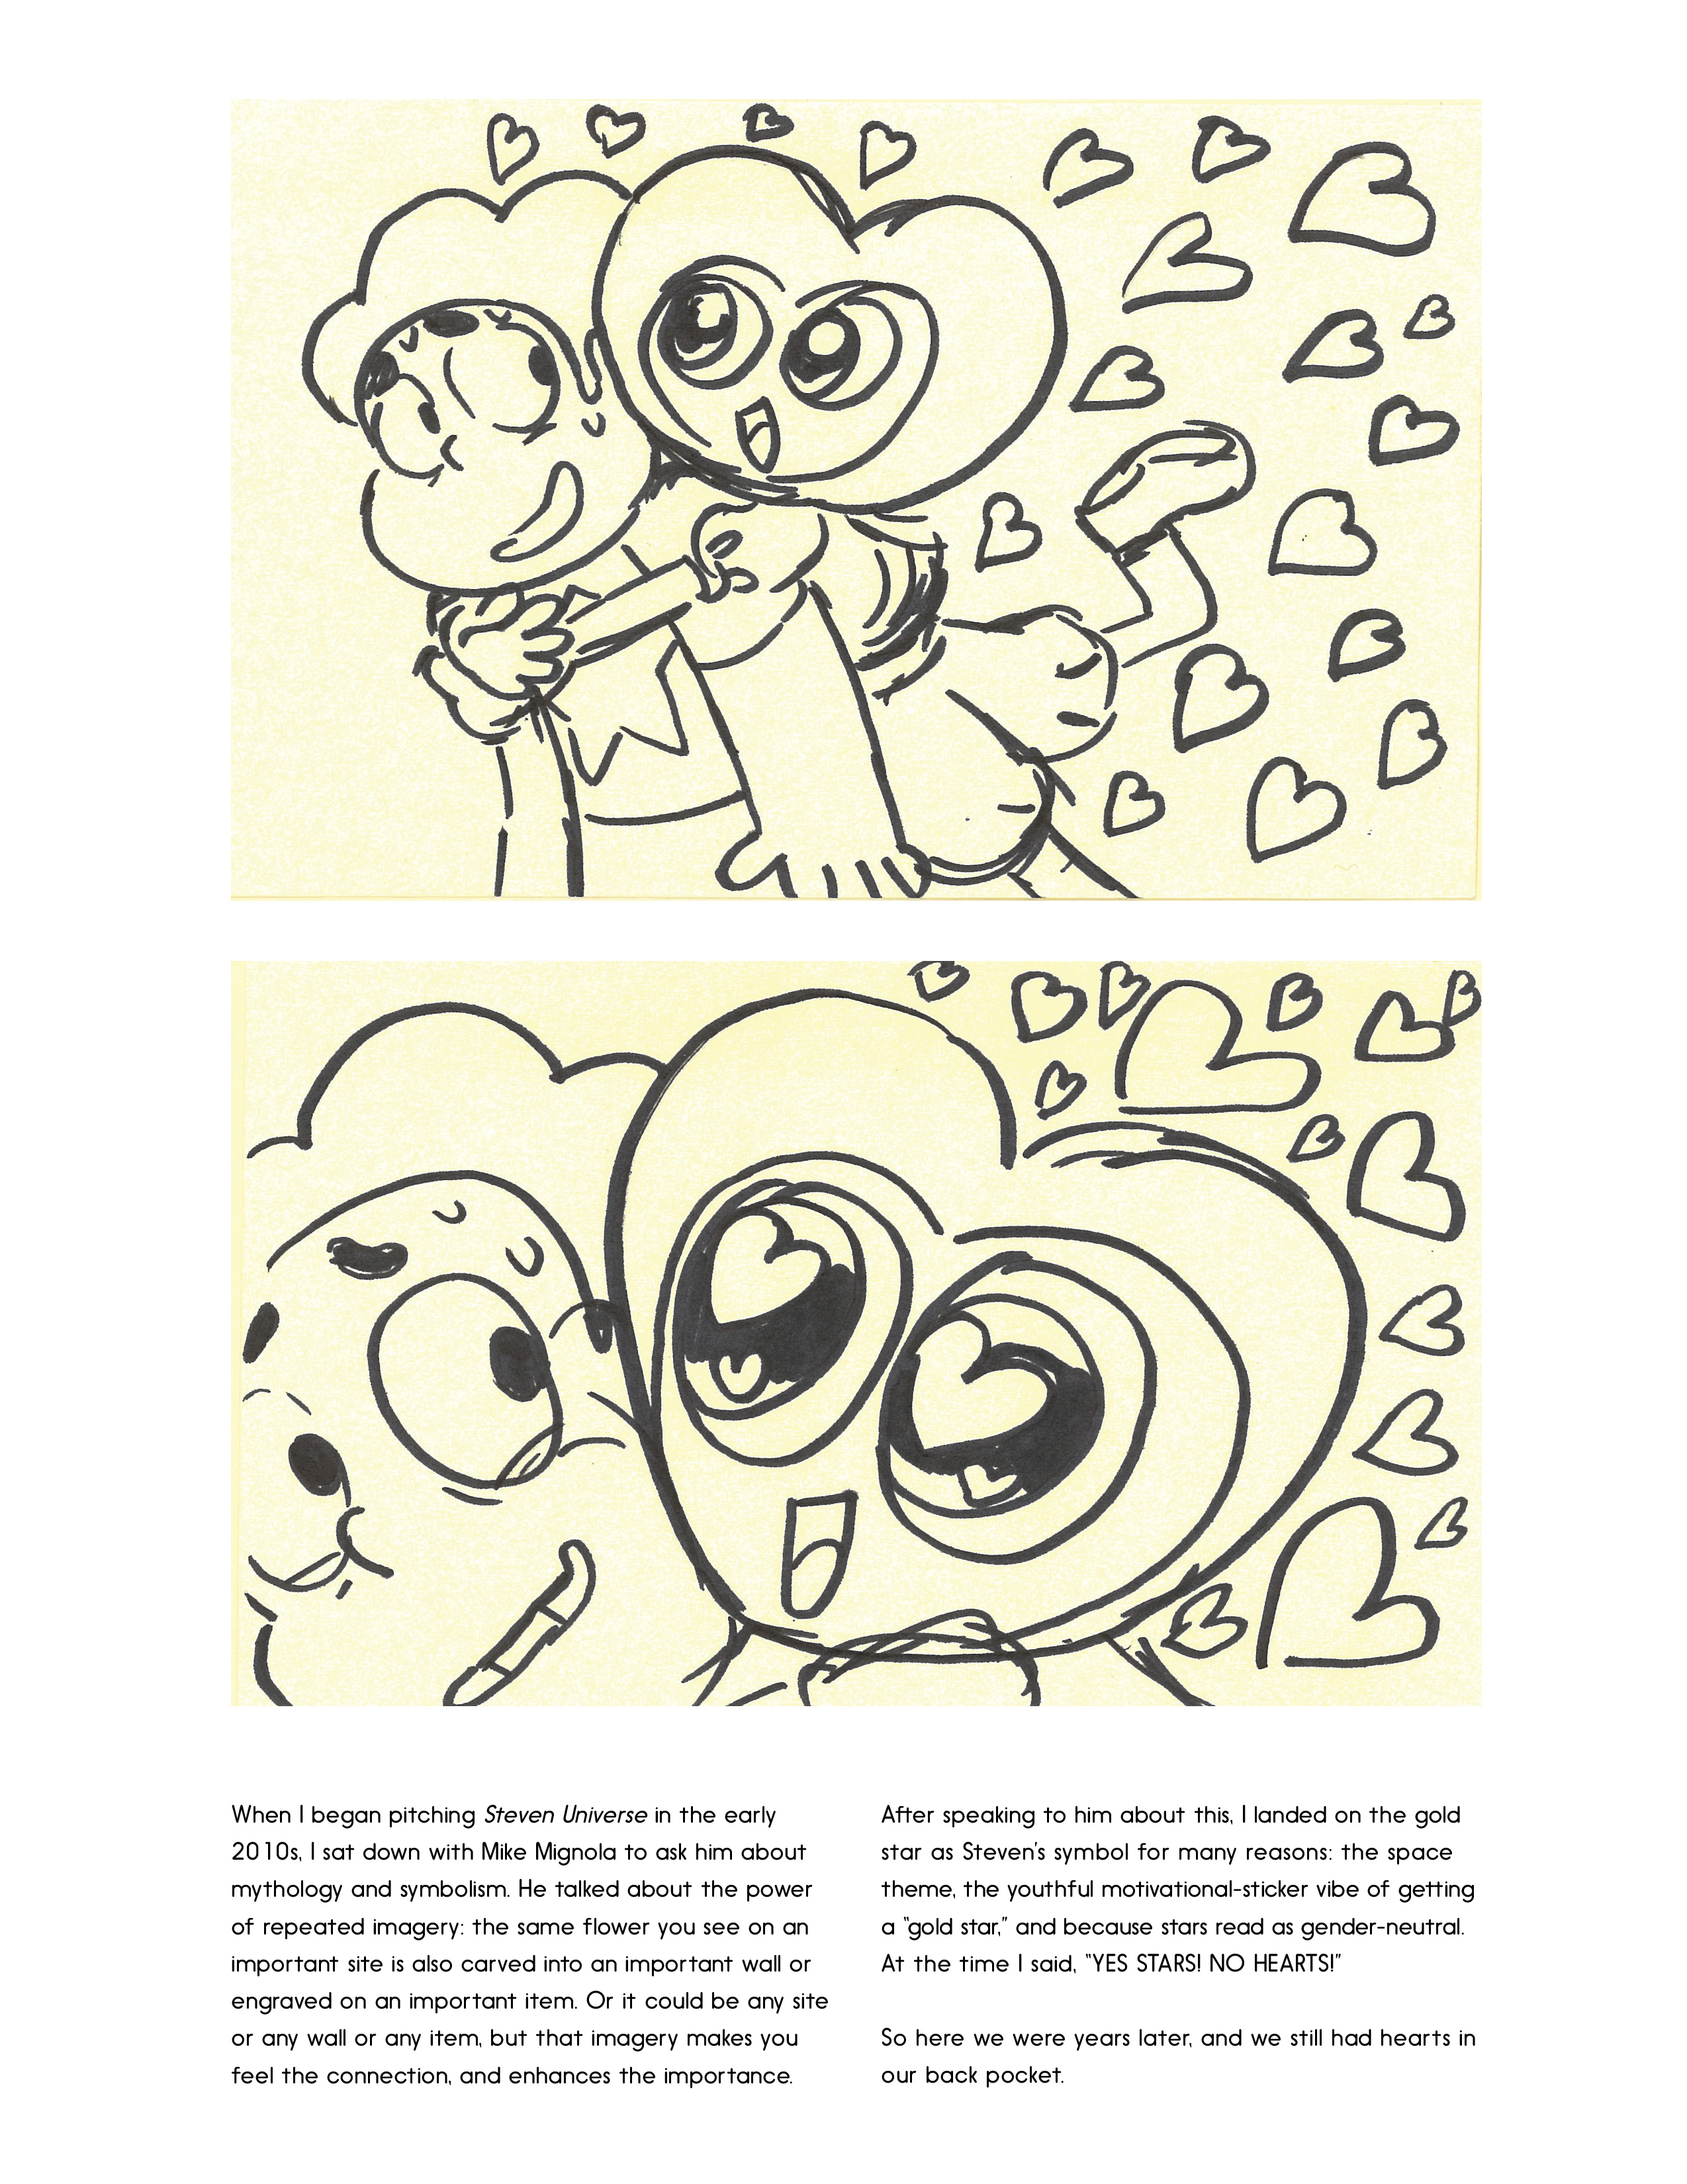 When I began pitching Steven Universe in the early
2010s, I sat down with Mike Mignola to ask him about
mythology and symbolism. He talked about the power
of repeated imagery: the same flower you see on an
important site is also carved into an important wall or
engraved on an important item. Or it could be any site
or any wall or any item, but that imagery makes you
feel the connection, and enhances the importance.
After speaking to him about this, I landed on the gold
star as Steven's symbol for many reasons: the space
theme, the youthful motivational-sticker vibe of getting
a "gold star," and because stars read as gender-neutral.
At the time I said, "YES STARS! NO HEARTS!"
So here we were years later, and we still had hearts in
our back pocket.